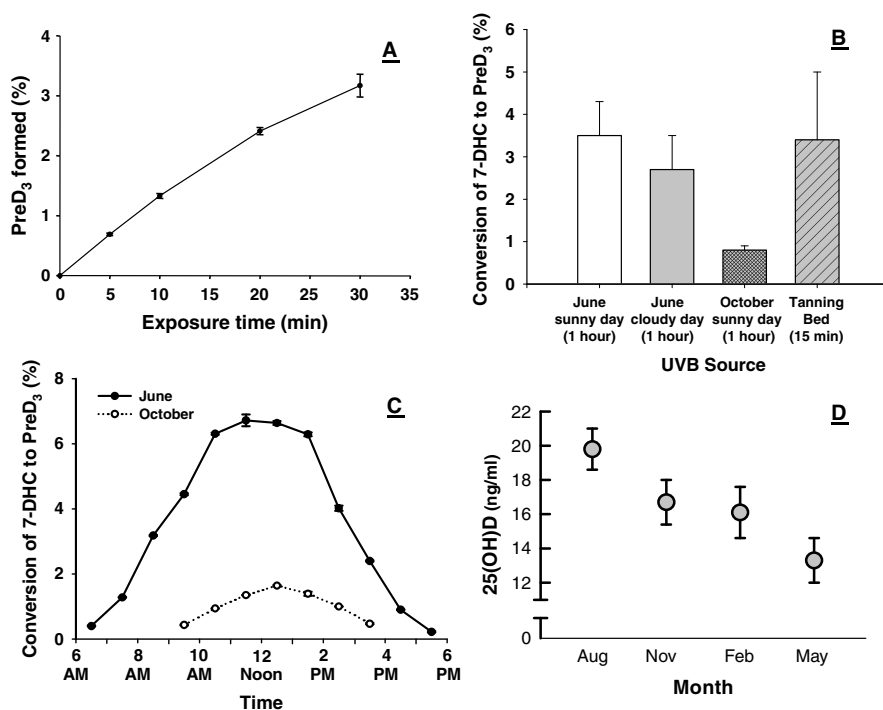 A
PreD3 formed (%)
4
3
2
1
0
0 5 10 15 20 25 30 35
Exposure time (min)
B
Conversion of 7-DHC to PreD3 (%)
6
5
4
3
2
1
0
June June October Tanning
sunny day cloudy day sunny day Bed
(1 hour) (1 hour) (1 hour) (15 min)
UVB Source
C
Conversion of 7-DHC to PreD3 (%)
June
October
8
6
4
2
0
6 8 10 12 2 4 6
AM AM AM Noon PM PM PM
Time
D
25(OH)D (ng/ml)
22
20
18
16
14
12
0
Aug Nov Feb May
Month